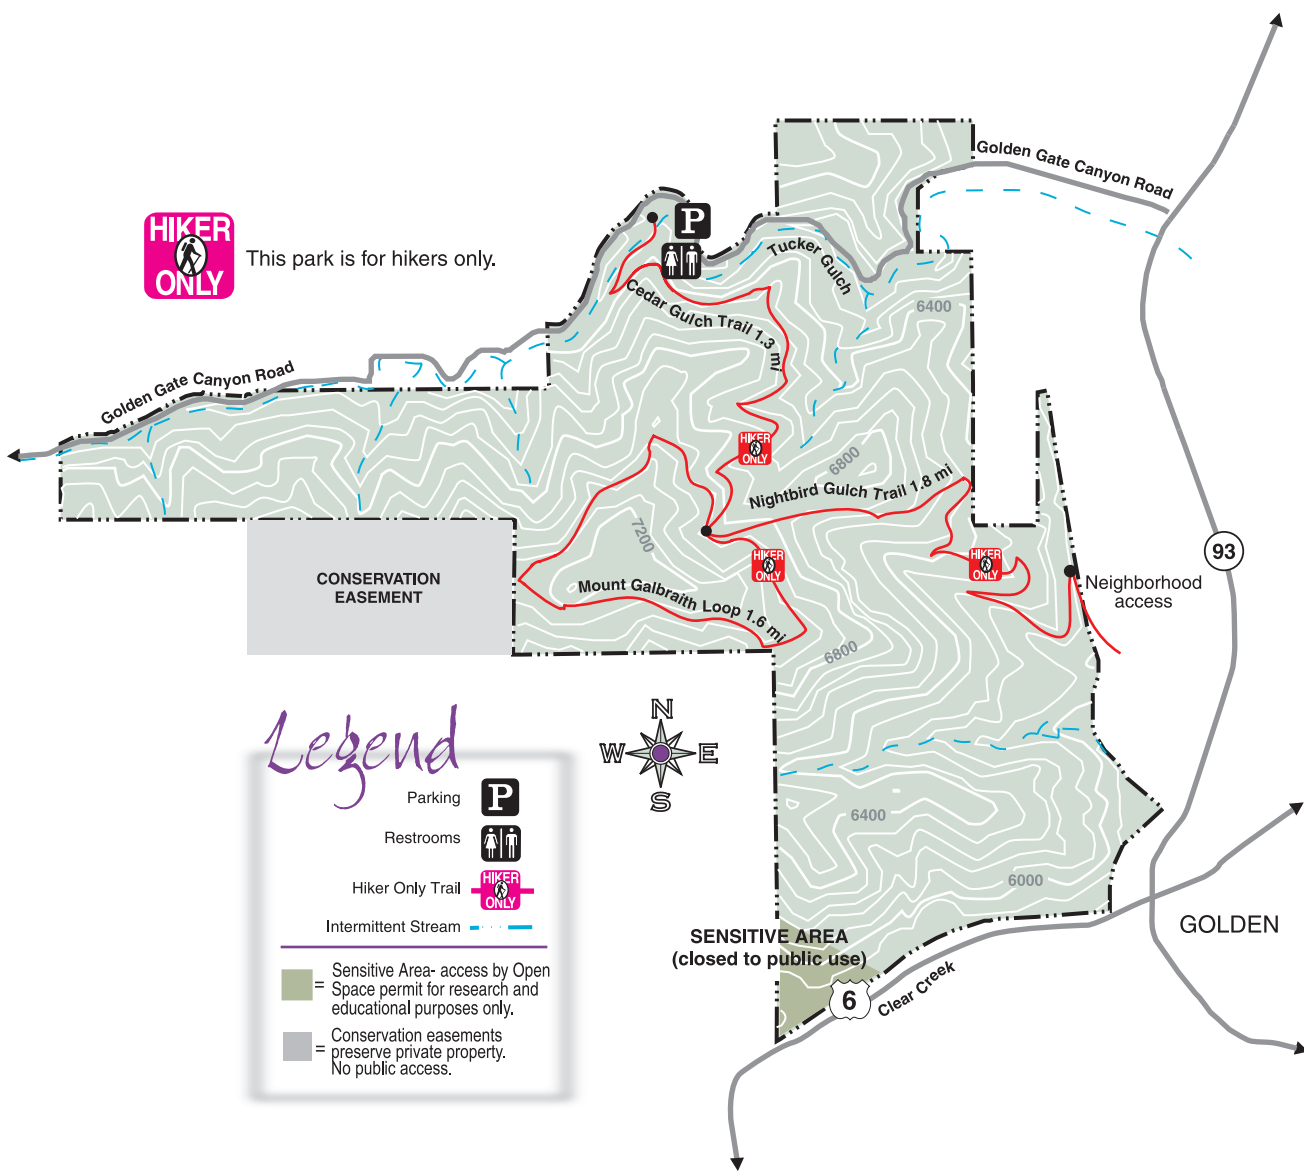 Golden Gate Canyon Road
HIKER
ONLY
This park is for hikers only.
P
Tucker Gulch
Cedar Gulch Trail 1.3 mi
6400
Golden Gate Canyon Road
HIKER
ONLY
6800
Nightbird Gulch Trail 1.8 mi
7200
HIKER
ONLY
HIKER
ONLY
93
CONSERVATION
EASEMENT
Mount Galbraith Loop 1.6 mi
Neighborhood
access
6800
N
W E
S
Legend
Parking P
Restrooms
Hiker Only Trail
HIKER
ONLY
Intermittent Stream
= Sensitive Area- access by Open
Space permit for research and
educational purposes only.
= Conservation easements
preserve private property.
No public access.
6400
6000
SENSITIVE AREA
(closed to public use)
6
Clear Creek
GOLDEN